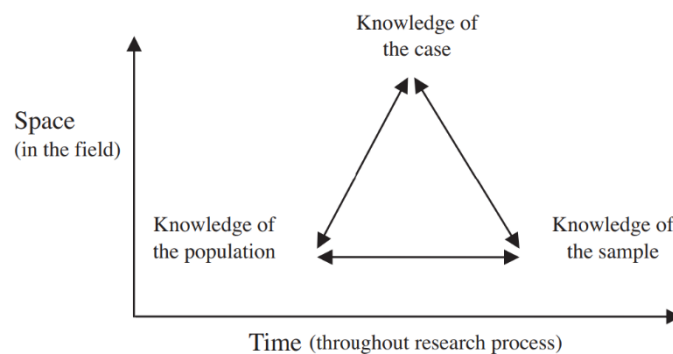 Knowledge of
the case
Space
(in the field)
Knowledge of
the population
Knowledge of
the sample
Time (throughout research process)